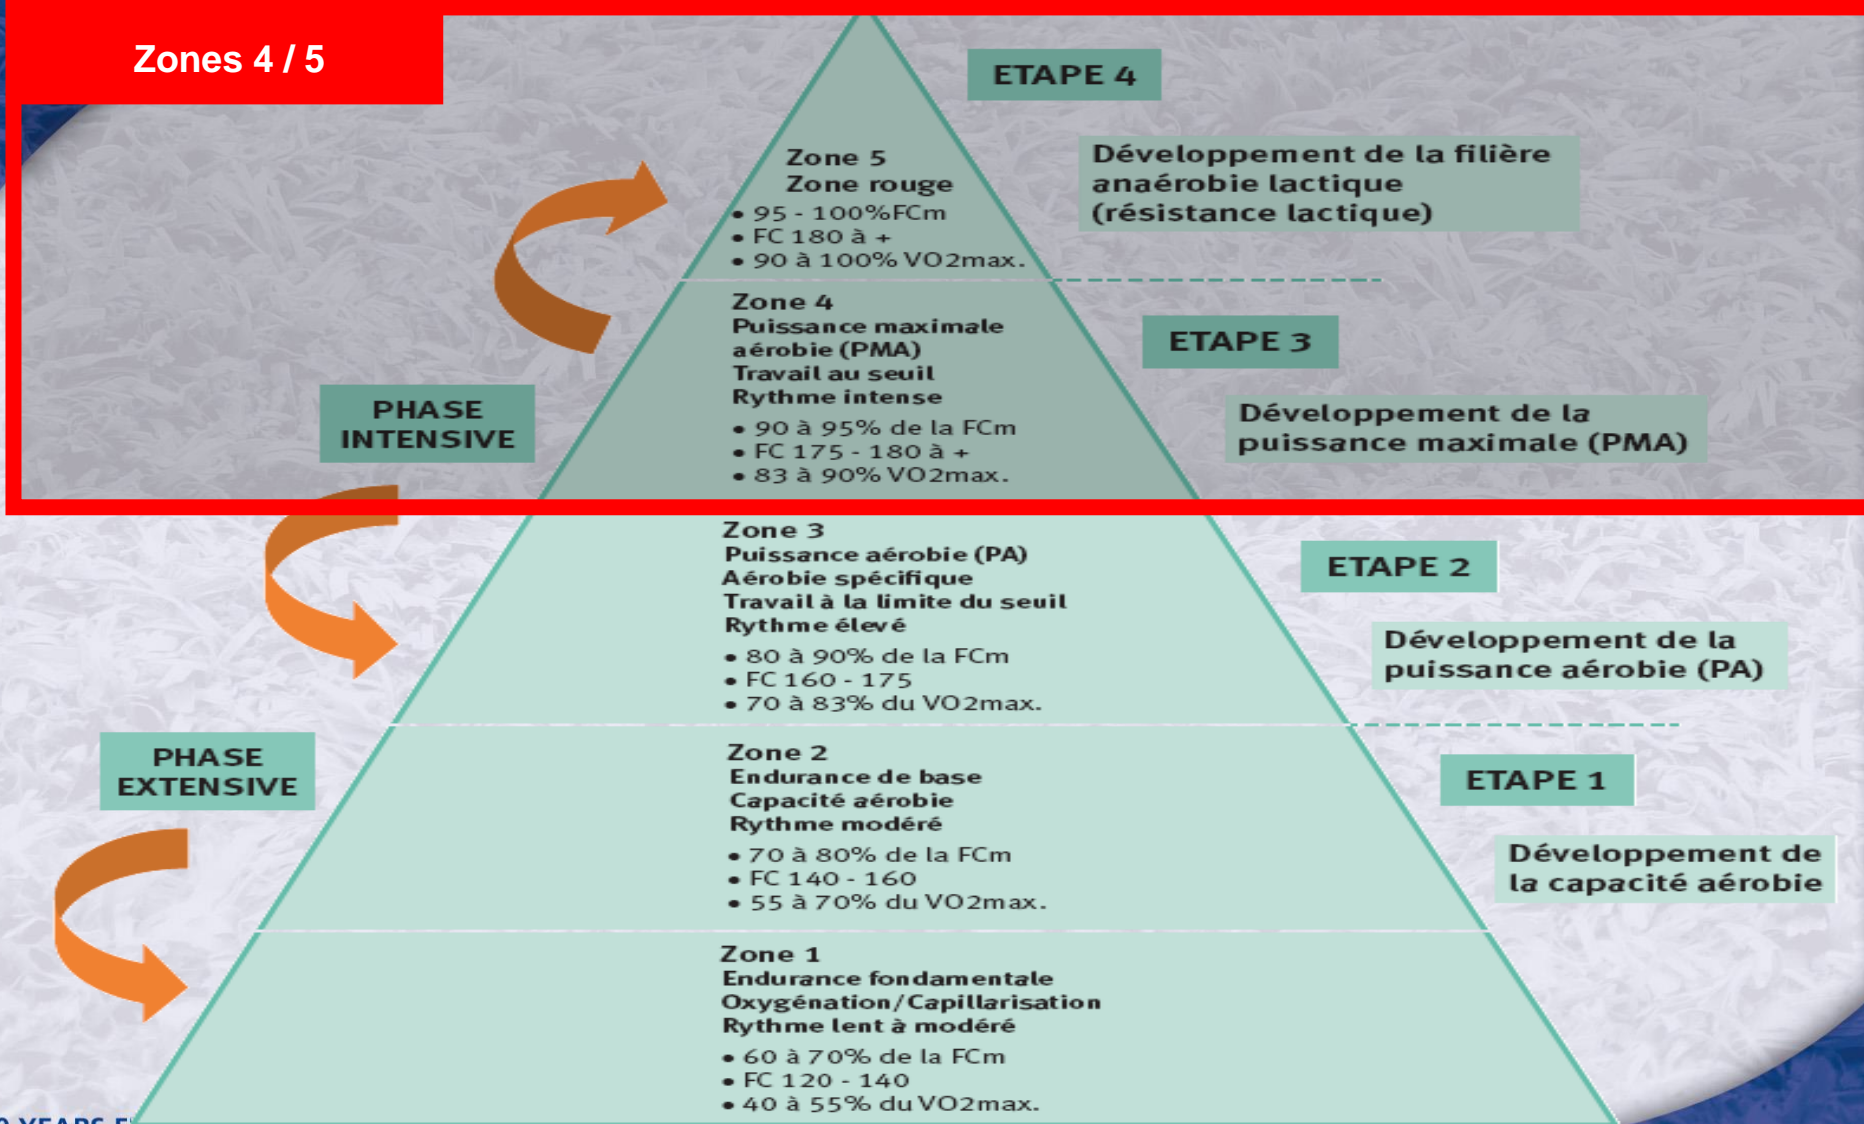 Zones 4 / 5
ETAPE 4
Développement de la filière
anaérobie lactique
(résistance lactique)
Zone 5
Zone rouge
• 95 - 100%FCm
• FC 180 à +
• 90 à 100% VO2max.
Zone 4
Puissance maximale
aérobie (PMA)
Travail au seuil
Rythme intense
• 90 à 95% de la FCm
• FC 175 - 180 à +
• 83 à 90% VO2max.
ETAPE 3
Développement de la
puissance maximale (PMA)
PHASE
INTENSIVE
Zone 3
Puissance aérobie (PA)
Aérobie spécifique
Travail à la limite du seuil
Rythme élevé
• 80 à 90% de la FCm
• FC 160 - 175
• 70 à 83% du VO2max.
ETAPE 2
Développement de la
puissance aérobie (PA)
PHASE
EXTENSIVE
Zone 2
Endurance de base
Capacité aérobie
Rythme modéré
• 70 à 80% de la FCm
• FC 140 - 160
• 55 à 70% du VO2max.
ETAPE 1
Développement de
la capacité aérobie
Zone 1
Endurance fondamentale
Oxygénation/Capillarisation
Rythme lent à modéré
• 60 à 70% de la FCm
• FC 120 - 140
• 40 à 55% du VO2max.
YEARS